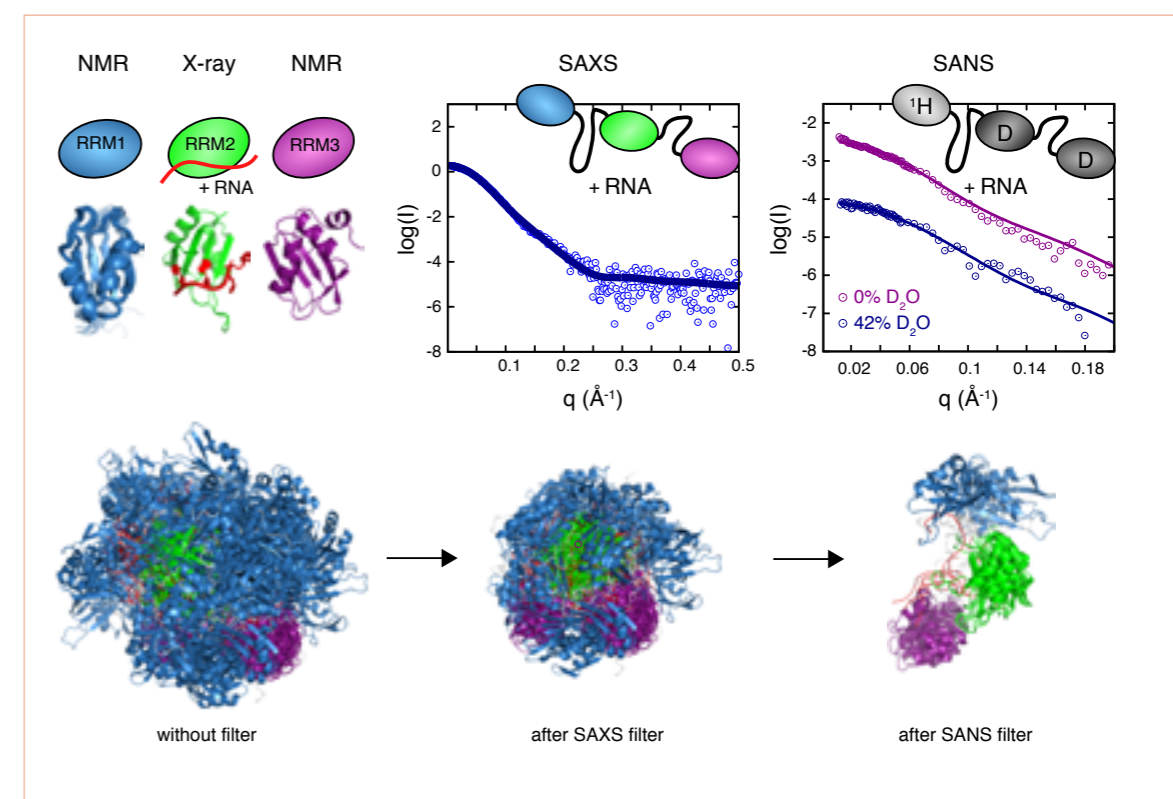 NMR X-ray NMR
RRM1 RRM2 RRM3
+ RNA
SAXS
2
0
-2
-4
-6
-8
log(I)
+ RNA
0.1 0.2 0.3 0.4 0.5
q (Å⁻¹)
SANS
¹H D D
-2
-3
-4
-5
-6
-7
-8
log(I)
+ RNA
0% D₂O
42% D₂O
0.02 0.06 0.1 0.14 0.18
q (Å⁻¹)
without filter
after SAXS filter
after SANS filter